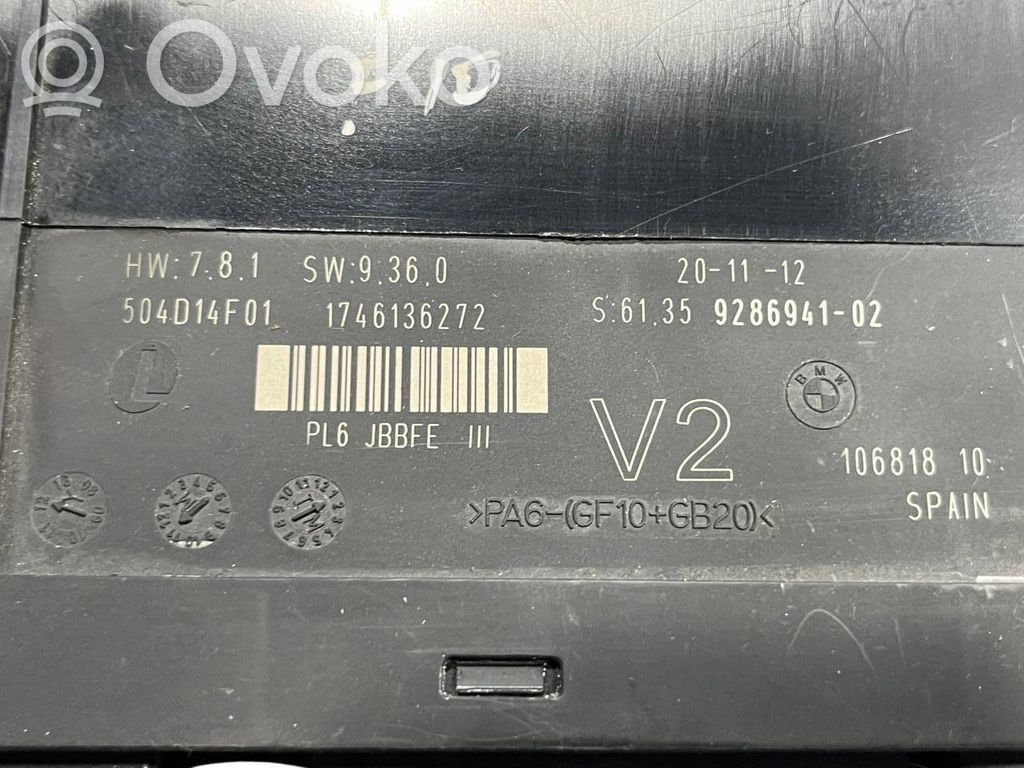 Ovoko
HW: 7.8.1 SW: 9.36.0 20-11-12
504D14F01 1746136272 S: 61.35 9286941-02
L
BMW
PL6 JBBFE III
V2
106818 10
SPAIN
>PA6-(GF10+GB20)<